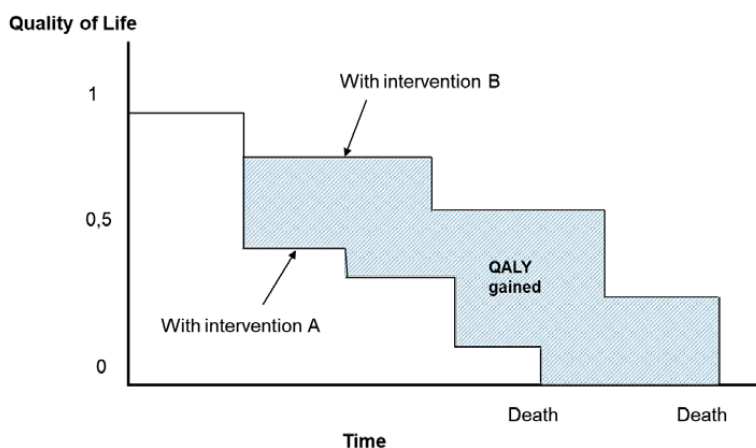 Quality of Life
1
With intervention B
0,5
QALY
gained
With intervention A
0
Death
Death
Time